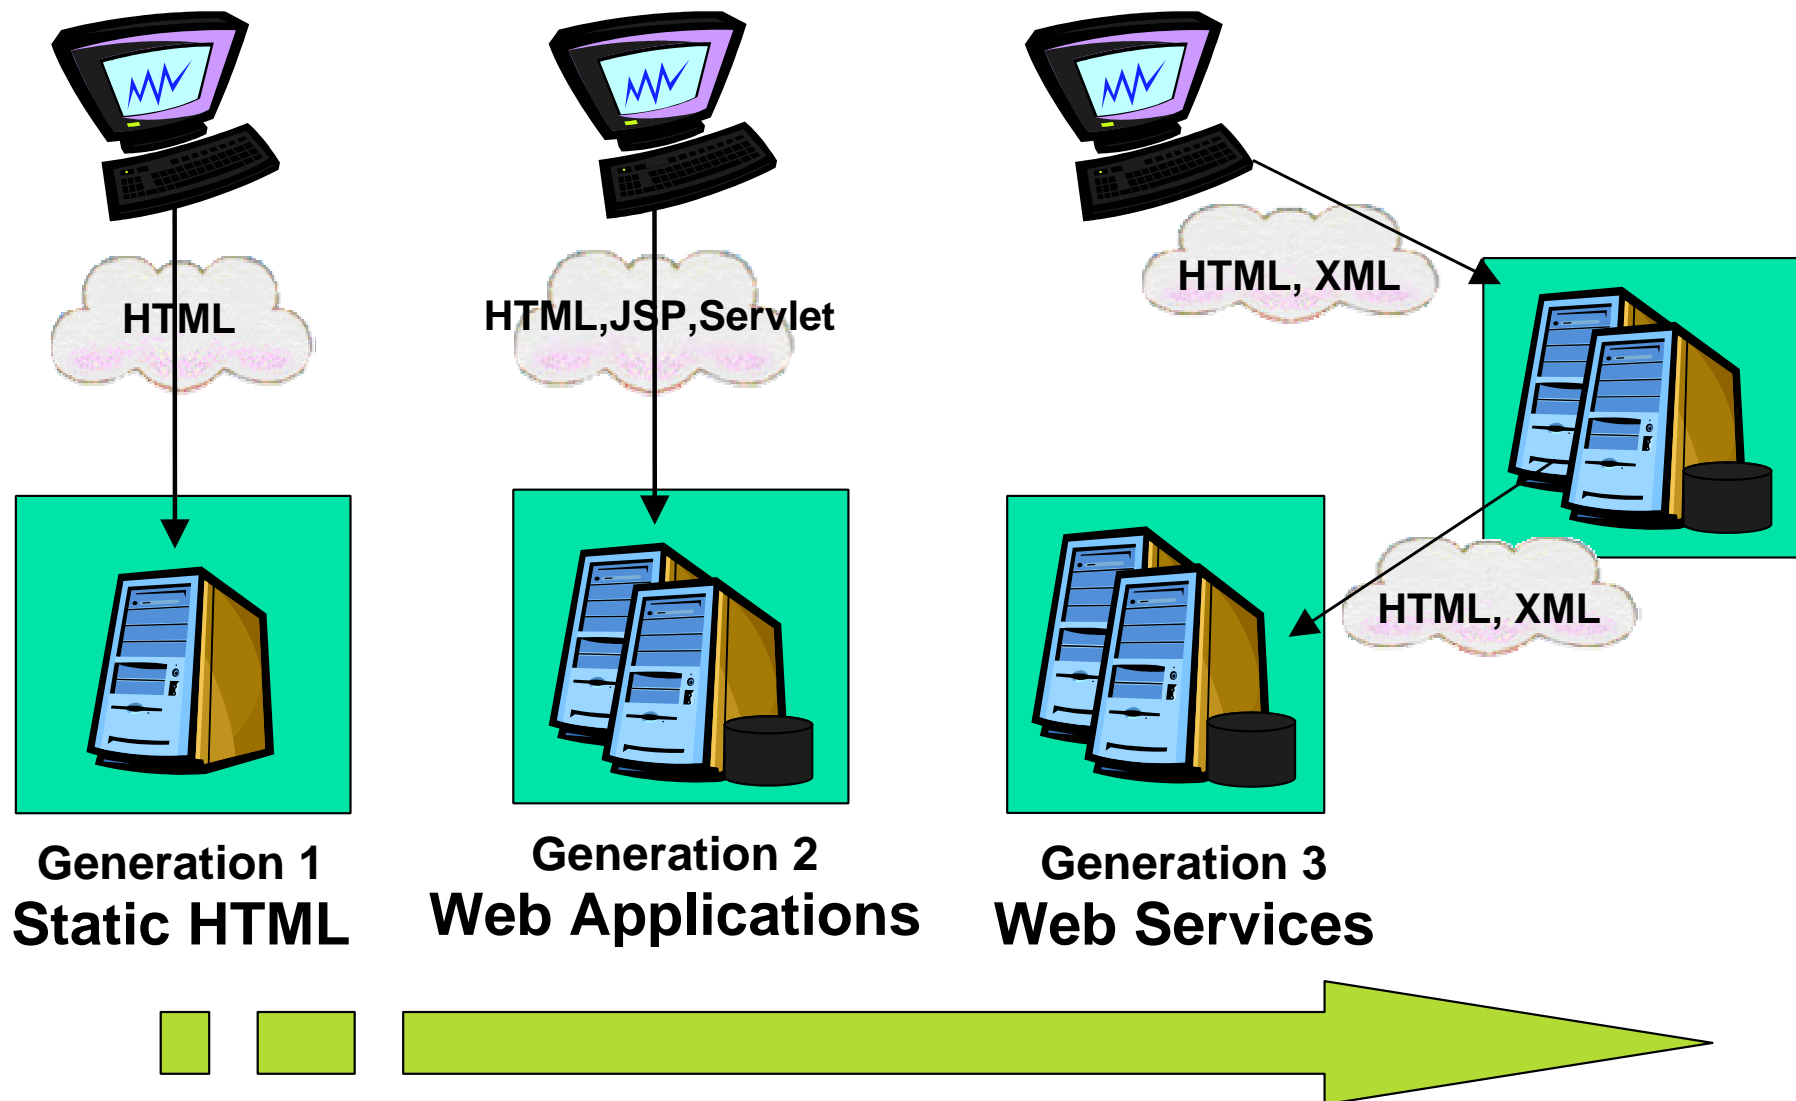 HTML
HTML,JSP,Servlet
HTML, XML
HTML, XML
Generation 1
Static HTML
Generation 2
Web Applications
Generation 3
Web Services